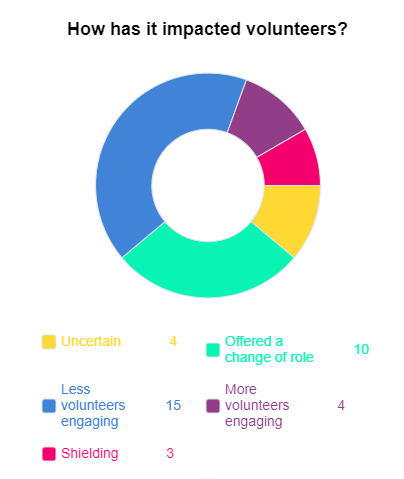 How has it impacted volunteers?
Uncertain 4
Offered a
change of role 10
Less
volunteers
engaging 15
More
volunteers
engaging 4
Shielding 3